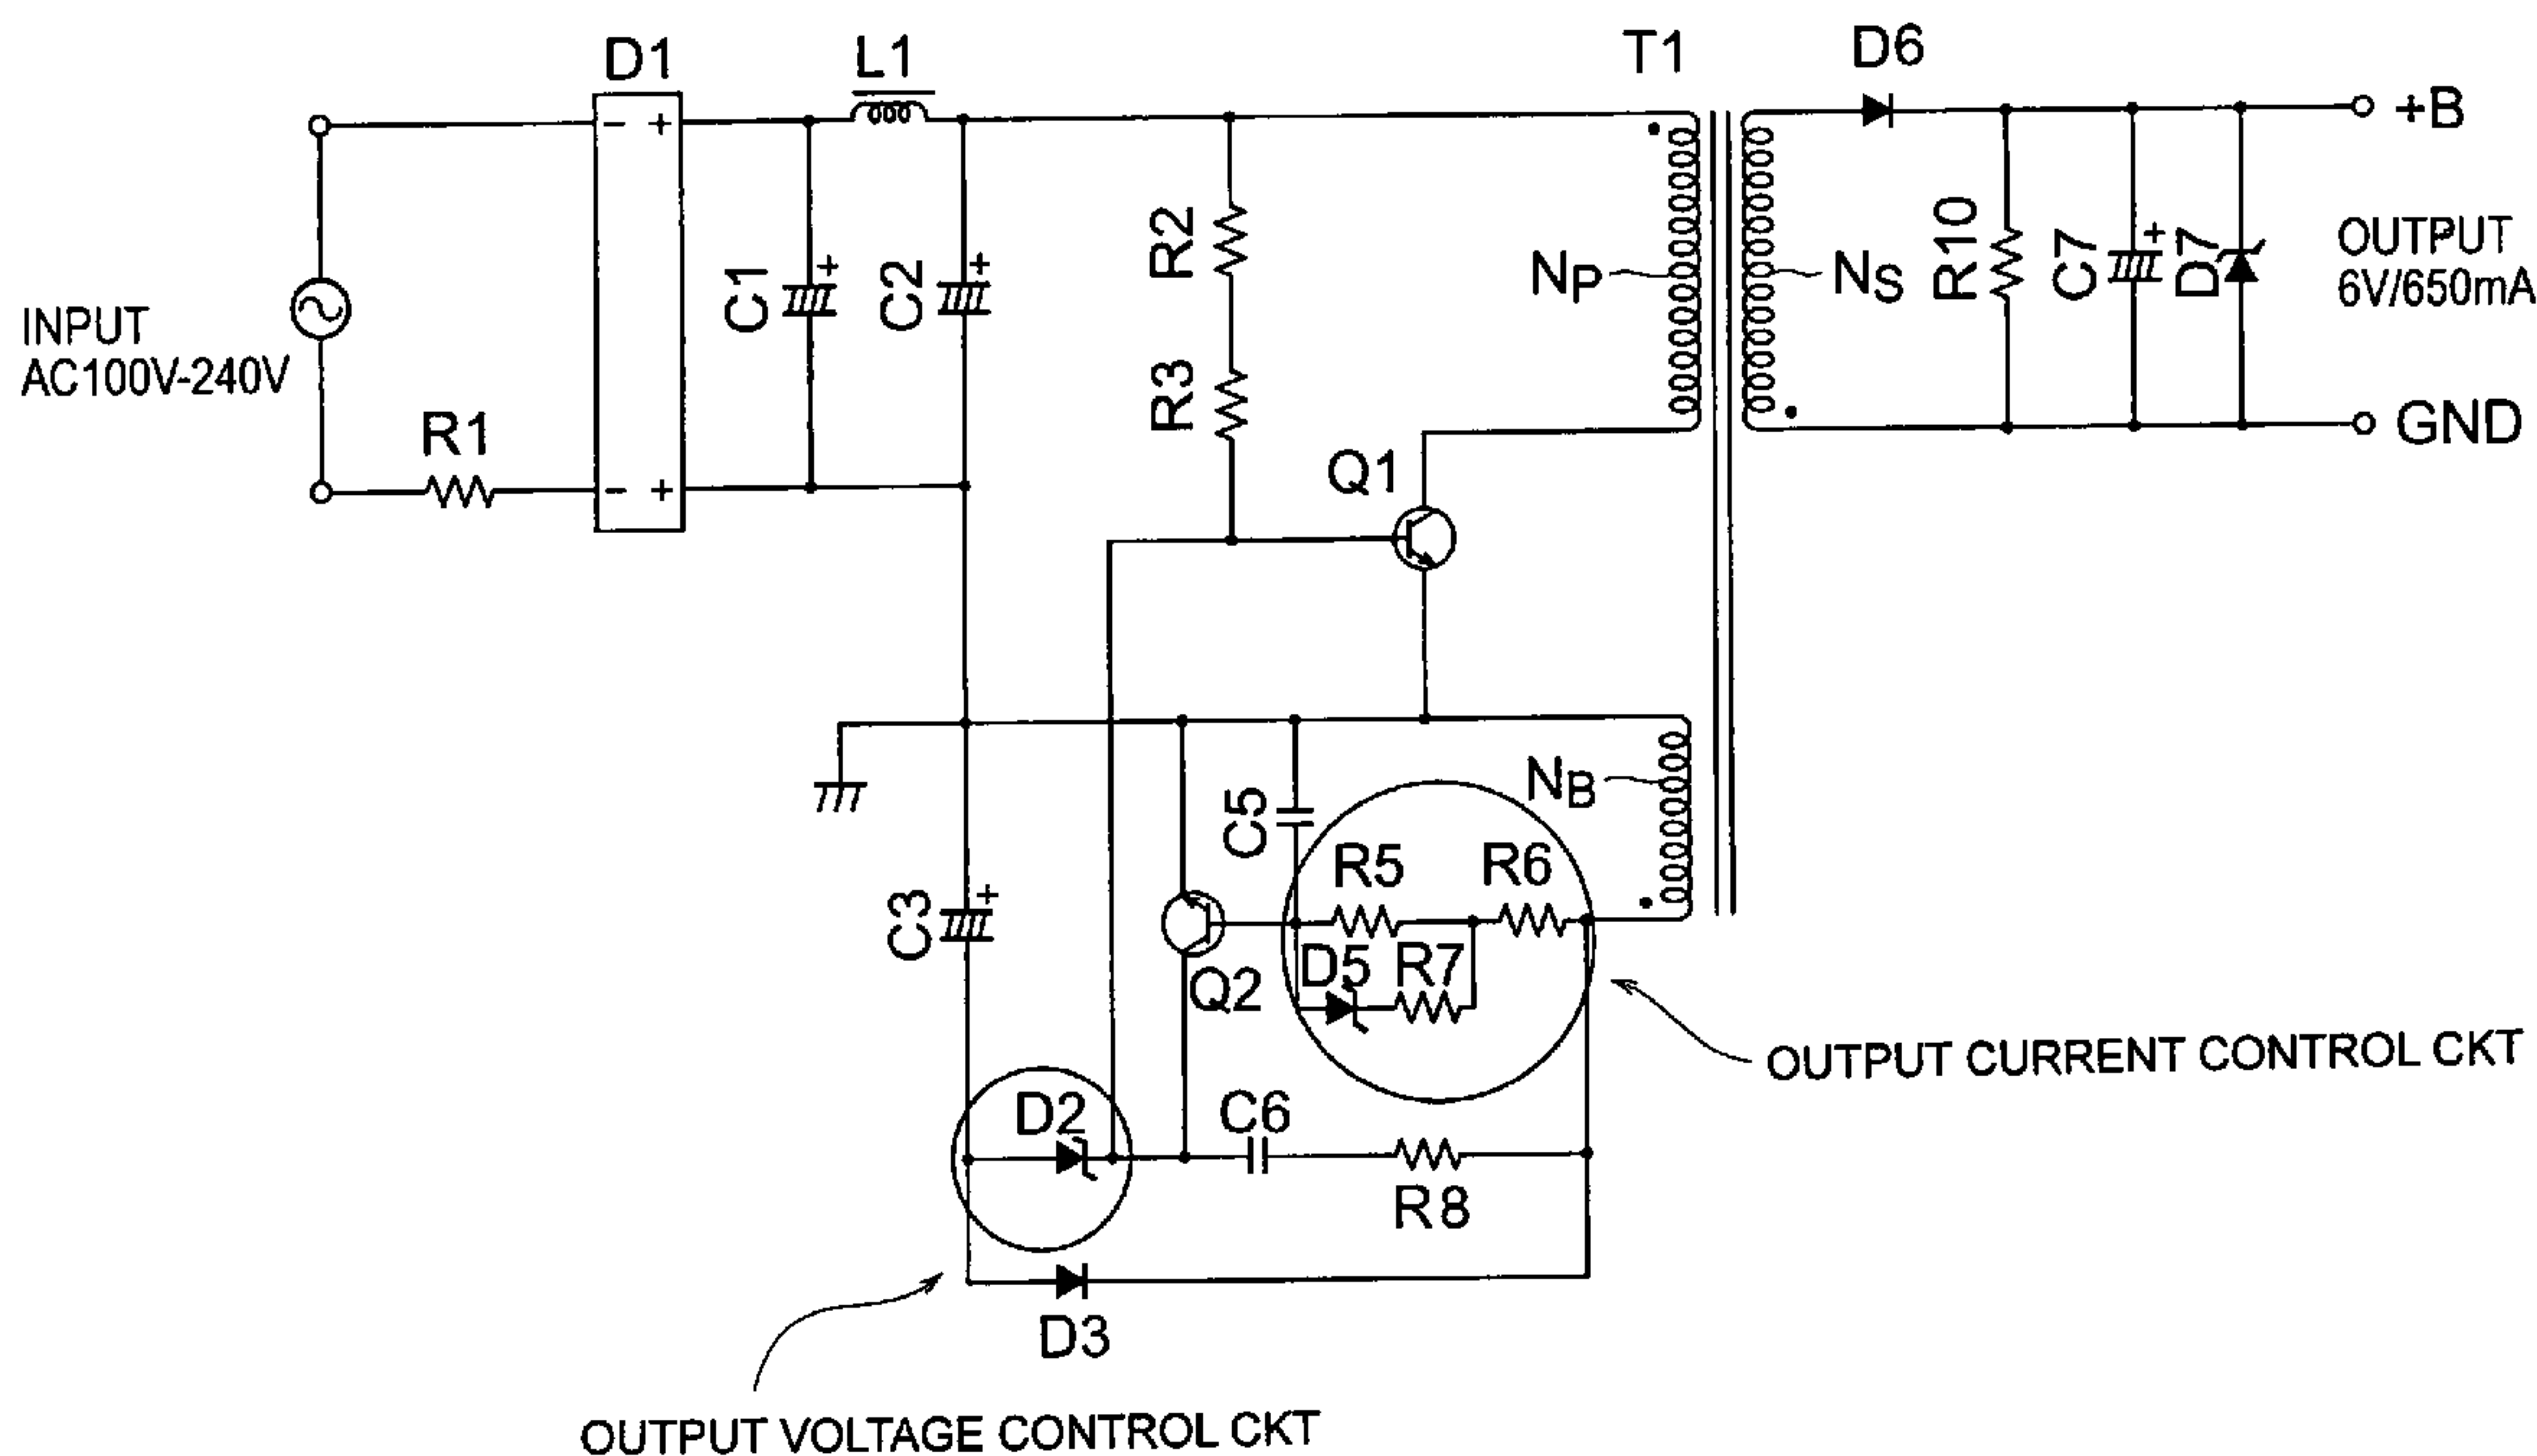 D1
L1
T1
D6
- +
+B
R2
NP
NS
R10
C7
+
D7
OUTPUT
6V/650mA
C1
+
C2
+
INPUT
AC100V-240V
R3
R1
GND
Q1
- +
NB
C5
R5
R6
C3
+
Q2
D5
R7
OUTPUT CURRENT CONTROL CKT
D2
C6
R8
D3
OUTPUT VOLTAGE CONTROL CKT